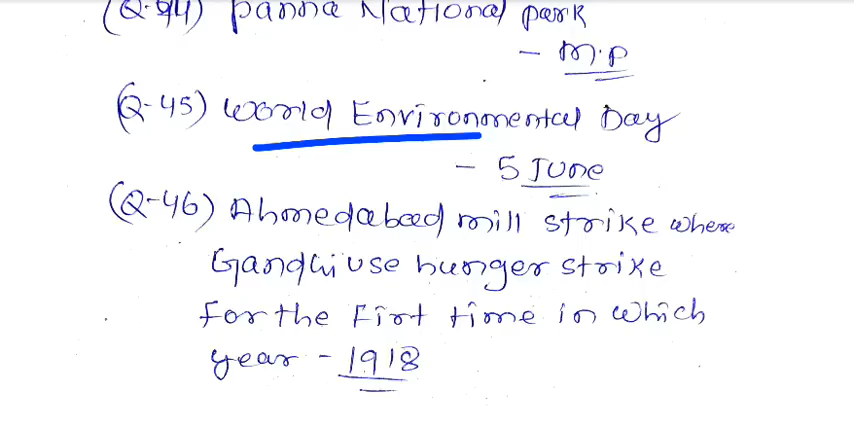 (Q-44) Panna National park
- M.P
(Q-45) World Environmental Day
- 5 June
(Q-46) Ahmedabad mill strike where
Gandhi use hunger strike
For the First time in which
year - 1918